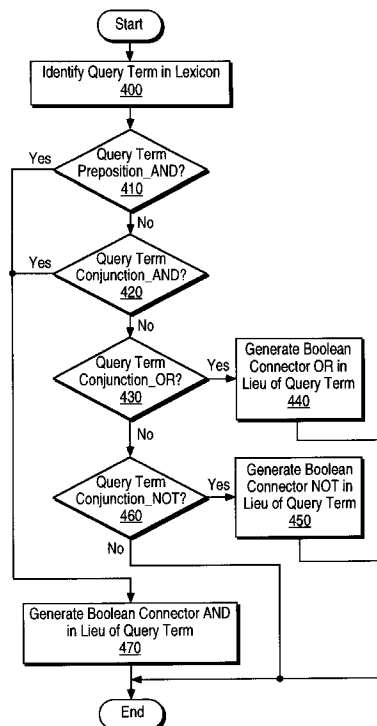 Start
Identify Query Term in Lexicon
400
Yes
Query Term
Preposition_AND?
410
No
Yes
Query Term
Conjunction_AND?
420
No
Query Term
Conjunction_OR?
430
Yes
Generate Boolean
Connector OR in
Lieu of Query Term
440
No
Query Term
Conjunction_NOT?
460
Yes
Generate Boolean
Connector NOT in
Lieu of Query Term
450
No
Generate Boolean Connector AND
in Lieu of Query Term
470
End